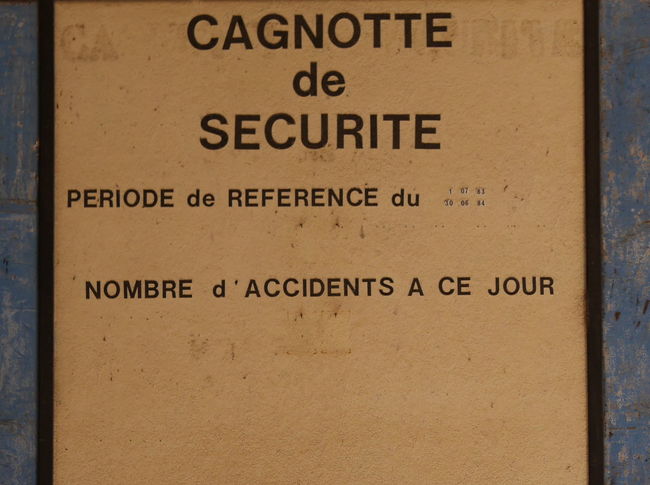 CAGNOTTE
de
SECURITE
PERIODE de REFERENCE du 1 07 83
30 06 84
NOMBRE d'ACCIDENTS A CE JOUR